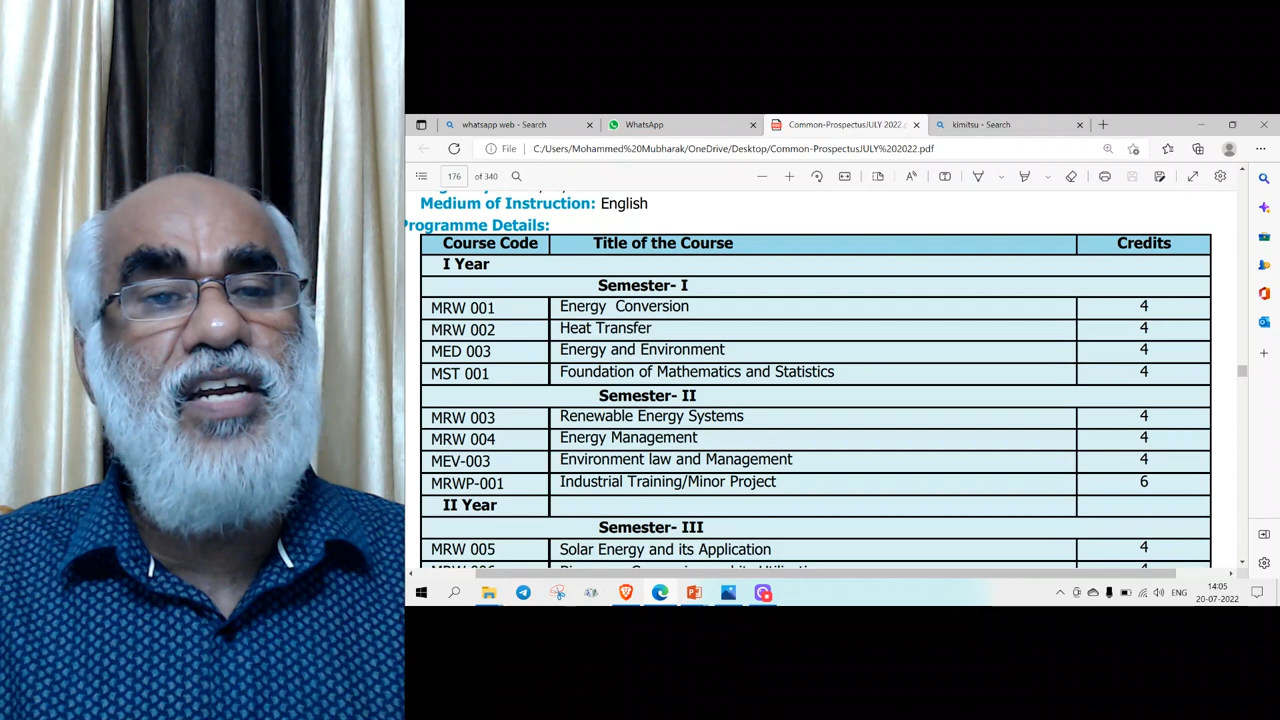 whatsapp web - Search
WhatsApp
Common-ProspectusJULY 2022.
kimitsu - Search
File
C:/Users/Mohammed%20Mubharak/OneDrive/Desktop/Common-ProspectusJULY%202022.pdf
176 of 340
Medium of Instruction: English
Programme Details:
Course Code Title of the Course Credits
I Year
Semester- I
MRW 001 Energy Conversion 4
MRW 002 Heat Transfer 4
MED 003 Energy and Environment 4
MST 001 Foundation of Mathematics and Statistics 4
Semester- II
MRW 003 Renewable Energy Systems 4
MRW 004 Energy Management 4
MEV-003 Environment law and Management 4
MRWP-001 Industrial Training/Minor Project 6
II Year
Semester- III
MRW 005 Solar Energy and its Application 4
ENG
14:05
20-07-2022